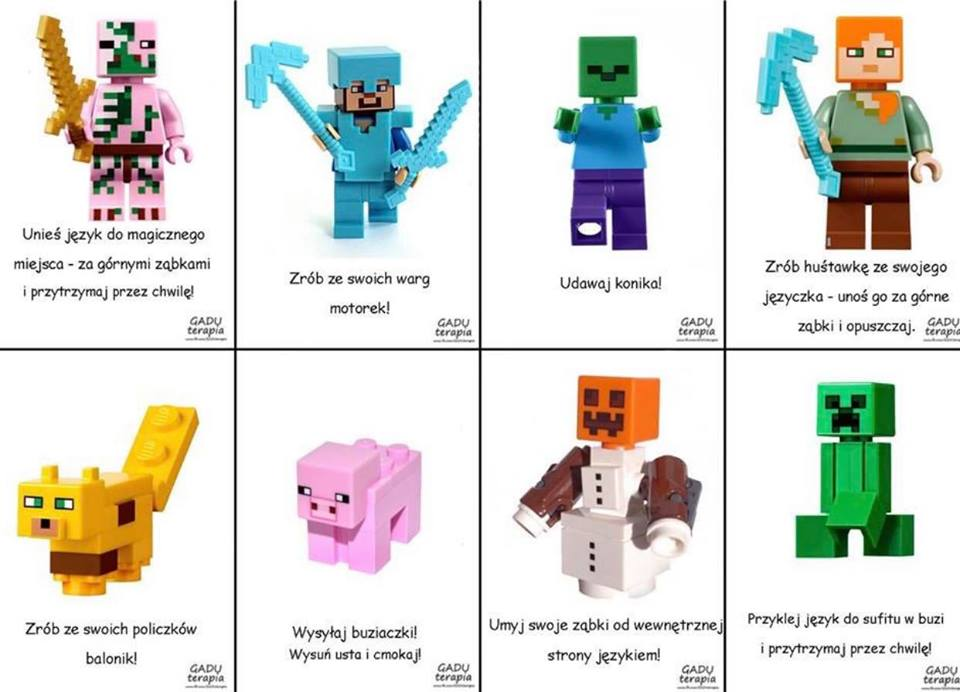 Unieś język do magicznego
miejsca - za górnymi ząbkami
i przytrzymaj przez chwilę!
GADU
terapia
Zrób ze swoich warg
motorek!
GADU
terapia
Udawaj konika!
GADU
terapia
Zrób huśtawkę ze swojego
języczka - unoś go za górne
ząbki i opuszczaj.
GADU
terapia
Zrób ze swoich policzków
balonik!
GADU
terapia
Wysyłaj buziaczki!
Wysuń usta i cmokaj!
GADU
terapia
Umyj swoje ząbki od wewnętrznej
strony językiem!
GADU
terapia
Przyklej język do sufitu w buzi
i przytrzymaj przez chwilę!
GADU
terapia